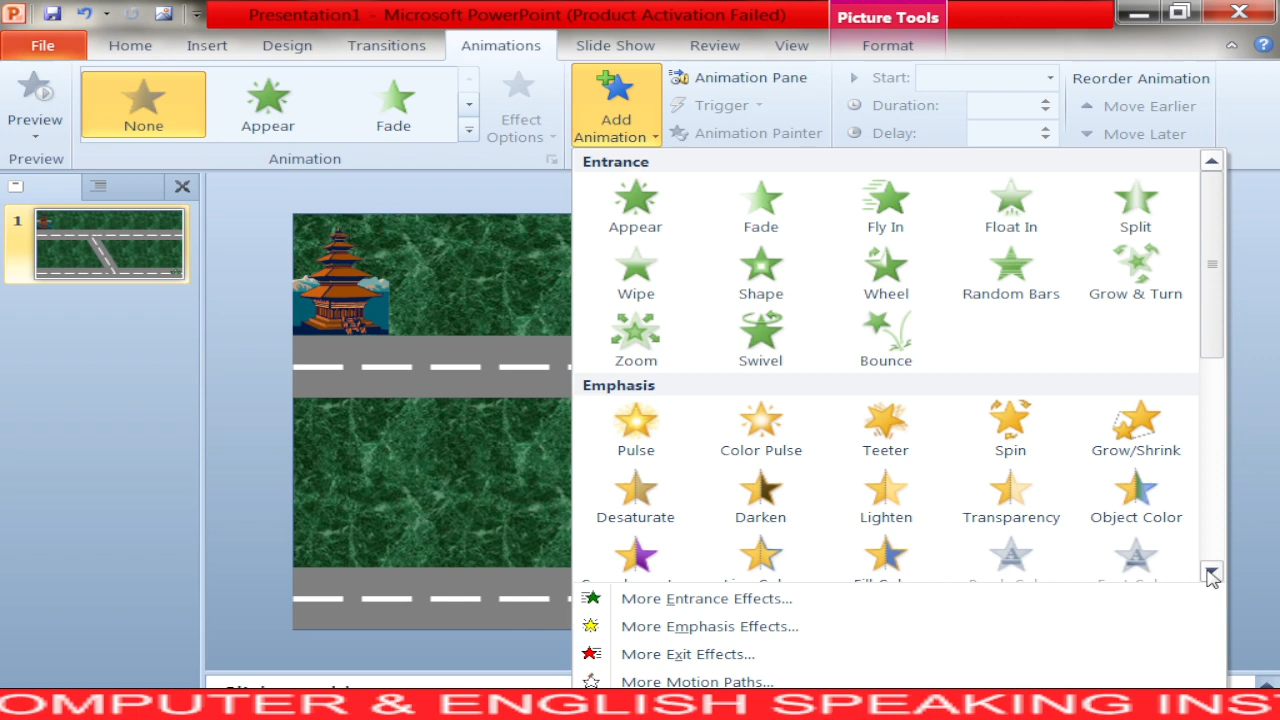 Presentation1 - Microsoft PowerPoint (Product Activation Failed)
Picture Tools
File Home Insert Design Transitions Animations Slide Show Review View Format
Preview
Preview
None Appear Fade
Animation
Effect
Options
Add
Animation
Animation Pane
Trigger
Animation Painter
Start:
Duration:
Delay:
Reorder Animation
Move Earlier
Move Later
1
Entrance
Appear Fade Fly In Float In Split
Wipe Shape Wheel Random Bars Grow & Turn
Zoom Swivel Bounce
Emphasis
Pulse Color Pulse Teeter Spin Grow/Shrink
Desaturate Darken Lighten Transparency Object Color
More Entrance Effects...
More Emphasis Effects...
More Exit Effects...
More Motion Paths...
OMPUTER & ENGLISH SPEAKING INS